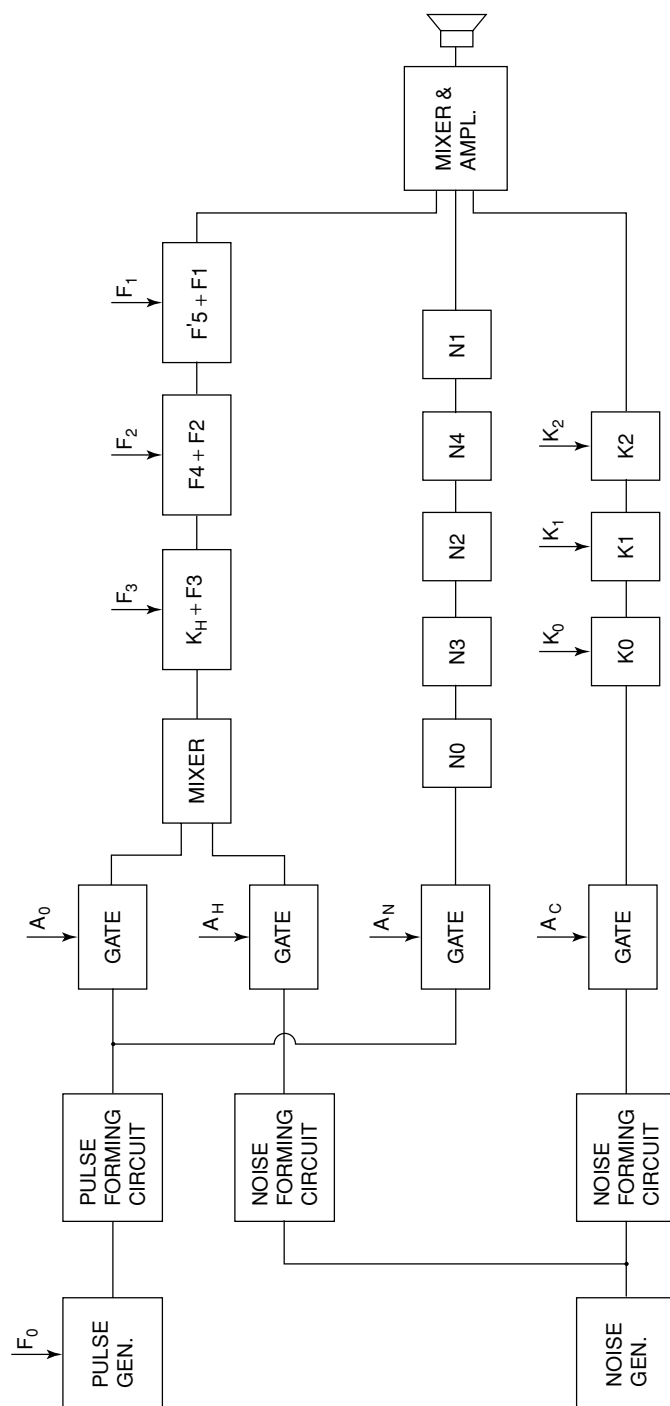 F0
PULSE
GEN.
PULSE
FORMING
CIRCUIT
A0
GATE
MIXER
F3
KH + F3
F2
F4 + F2
F1
F'5 + F1
MIXER &
AMPL.
NOISE
FORMING
CIRCUIT
AH
GATE
AN
GATE
N0
N3
N2
N4
N1
NOISE
GEN.
NOISE
FORMING
CIRCUIT
AC
GATE
K0
K0
K1
K1
K2
K2